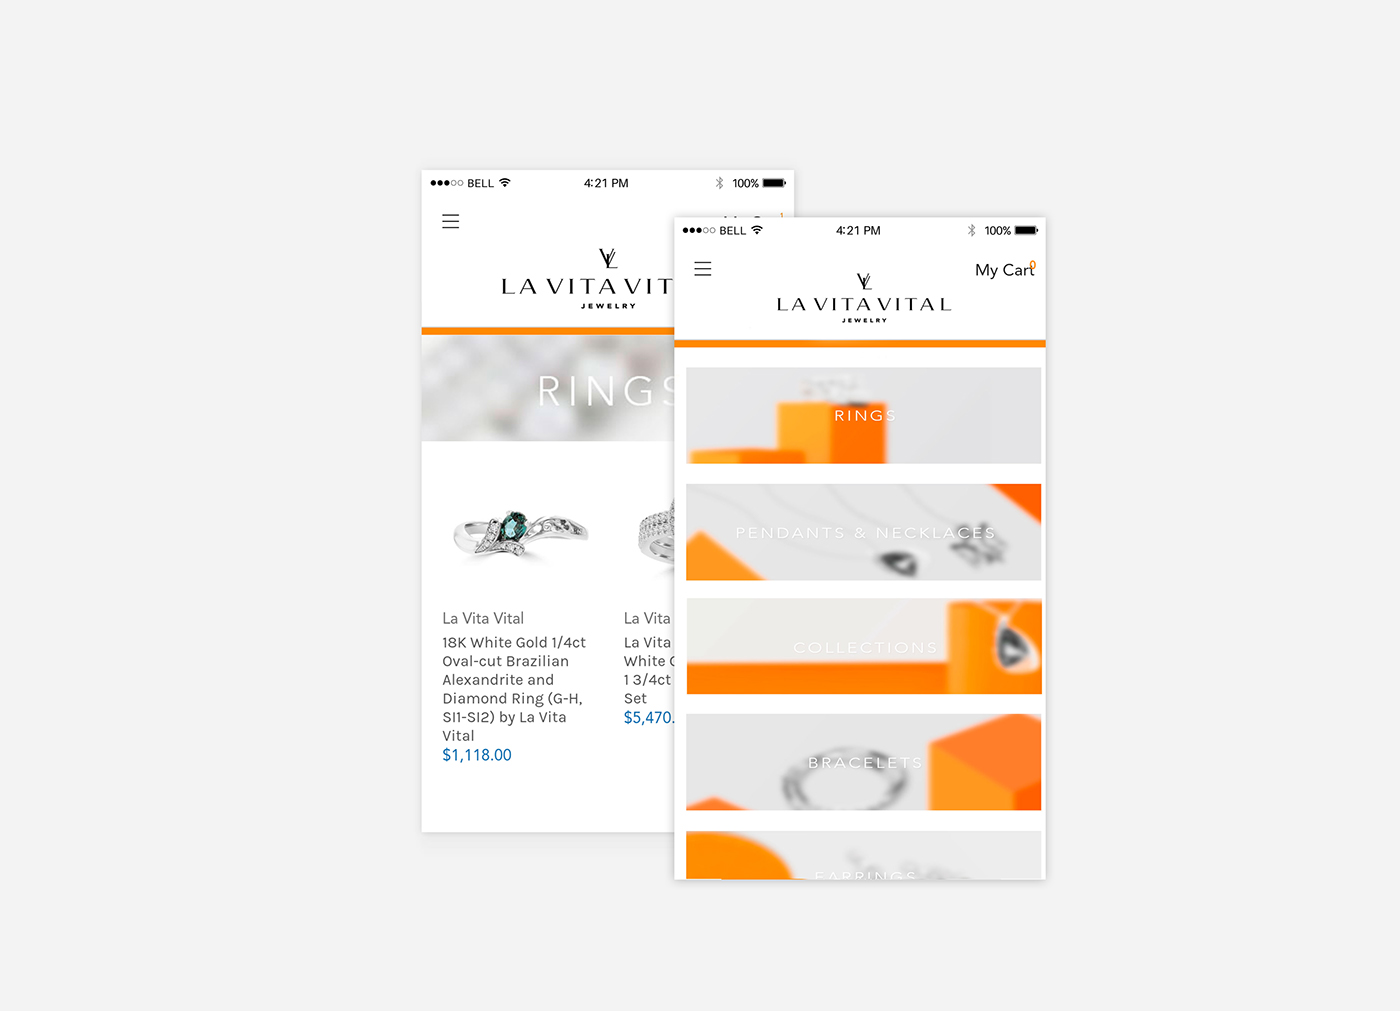 BELL 4:21 PM 100%
1
VL
LA VITA VIT
JEWELRY
RINGS
La Vita Vital
18K White Gold 1/4ct
Oval-cut Brazilian
Alexandrite and
Diamond Ring (G-H,
SI1-SI2) by La Vita
Vital
$1,118.00
La Vita
La Vita
White
1 3/4ct
Set
$5,470.
BELL 4:21 PM 100%
My Cart 0
VL
LA VITA VITAL
JEWELRY
RINGS
PENDANTS & NECKLACES
COLLECTIONS
BRACELETS
EARRINGS